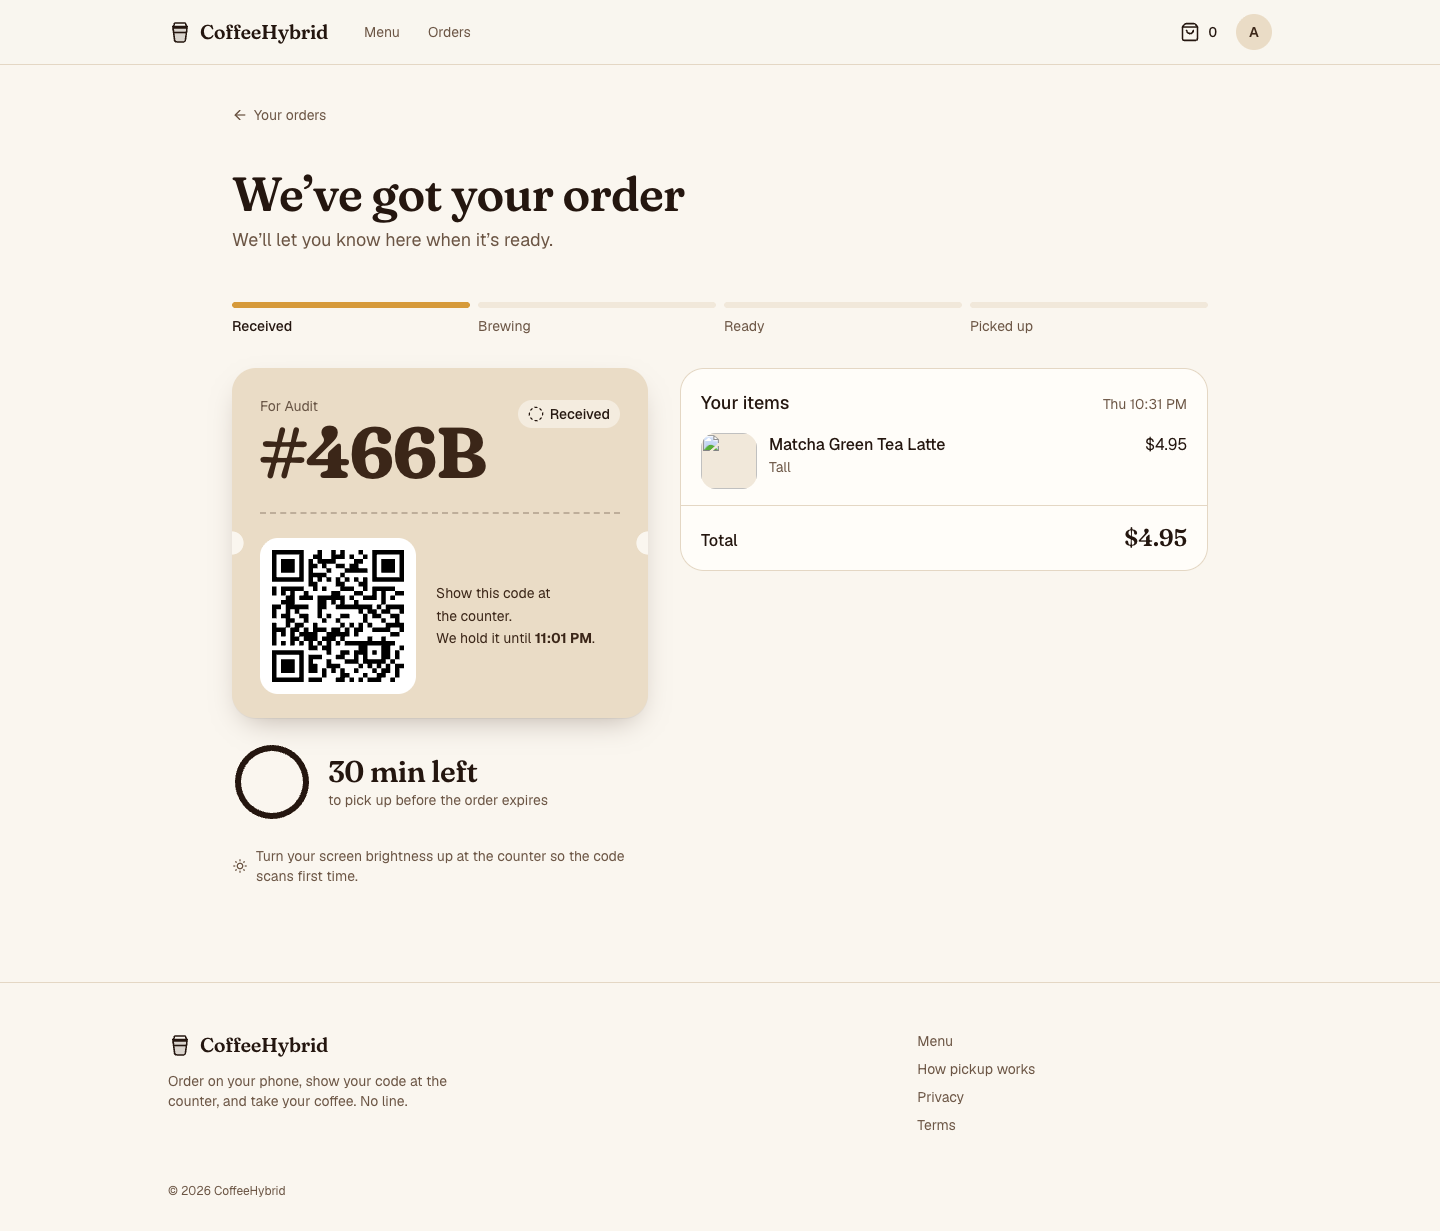 CoffeeHybrid
Menu
Orders
0
A
Your orders
We’ve got your order
We’ll let you know here when it’s ready.
Received
Brewing
Ready
Picked up
For Audit
Received
#466B
Show this code at
the counter.
We hold it until 11:01 PM.
30 min left
to pick up before the order expires
Turn your screen brightness up at the counter so the code
scans first time.
Your items
Thu 10:31 PM
Matcha Green Tea Latte
$4.95
Tall
Total
$4.95
CoffeeHybrid
Order on your phone, show your code at the
counter, and take your coffee. No line.
Menu
How pickup works
Privacy
Terms
© 2026 CoffeeHybrid